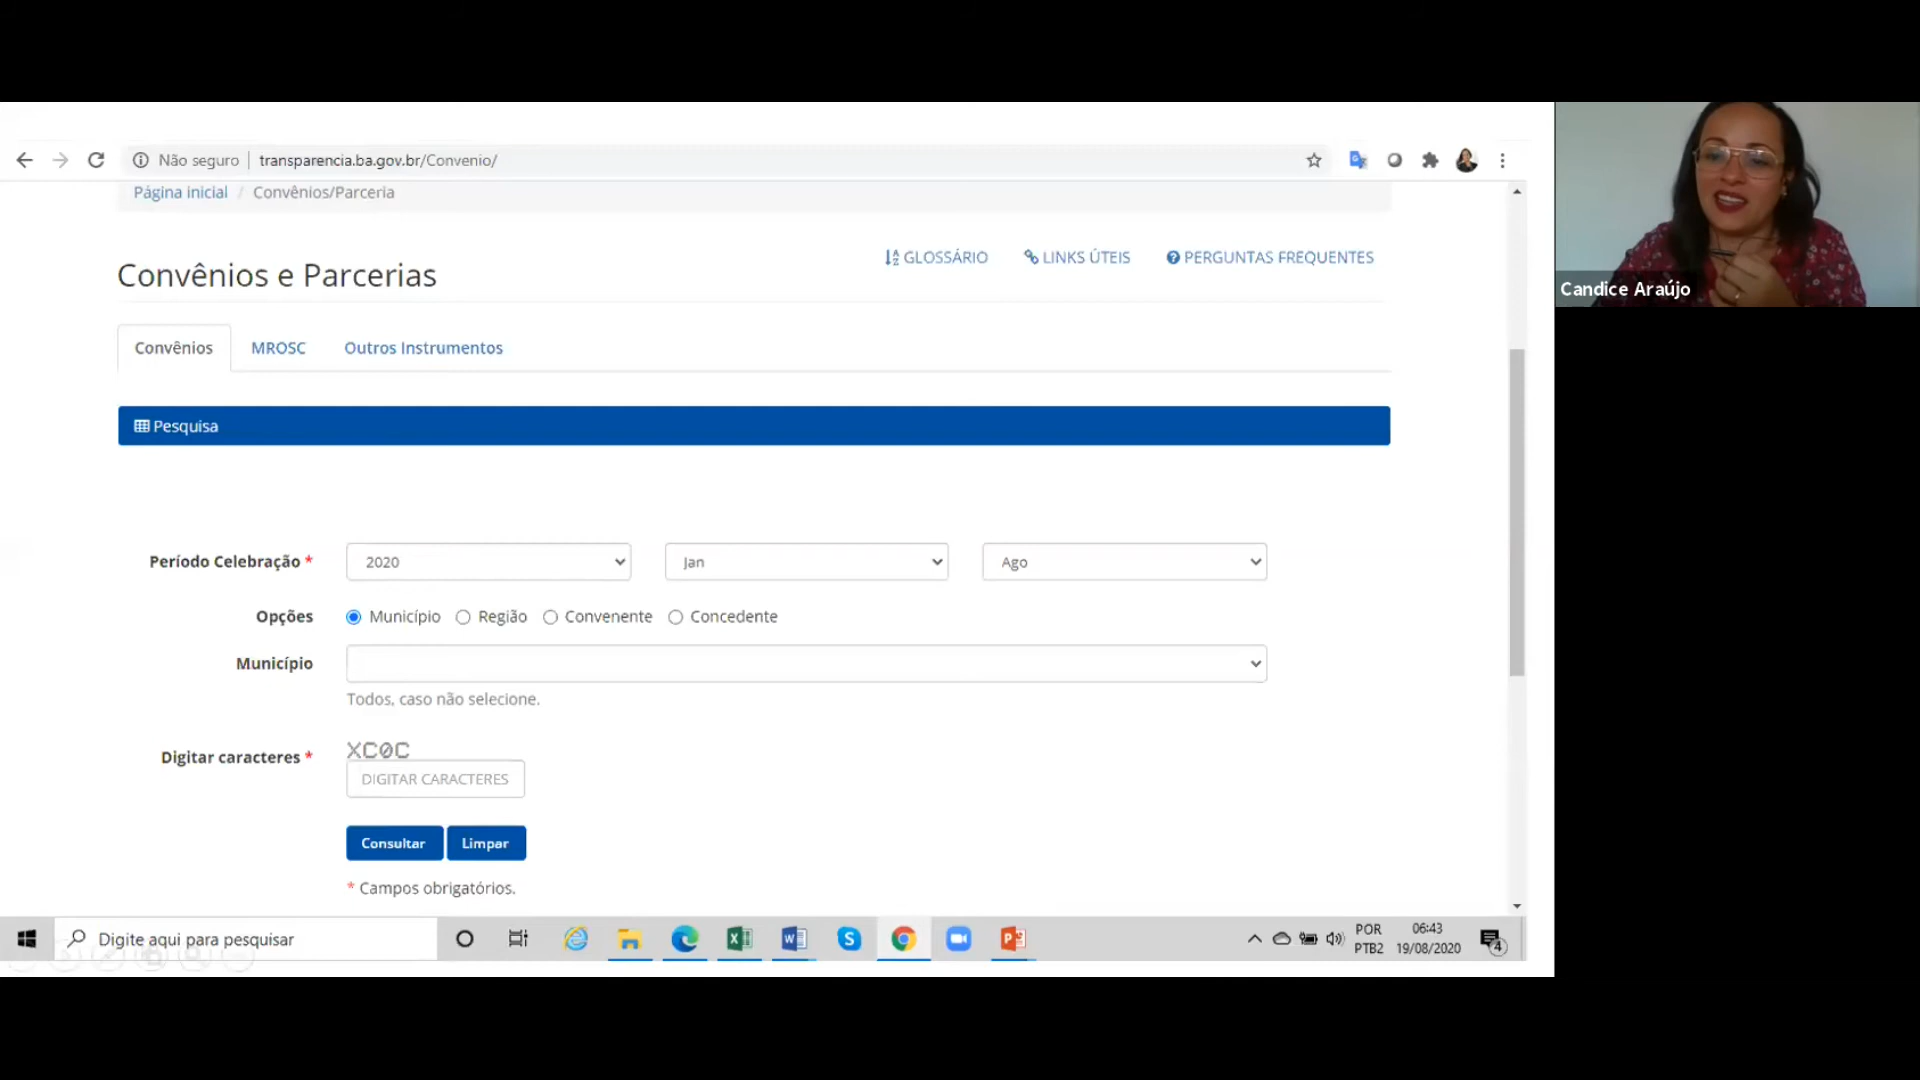 Não seguro | transparencia.ba.gov.br/Convenio/
Página inicial / Convênios/Parceria
GLOSSÁRIO LINKS ÚTEIS PERGUNTAS FREQUENTES
Convênios e Parcerias
Convênios MROSC Outros Instrumentos
Pesquisa
Período Celebração * 2020 Jan Ago
Opções Município Região Convenente Concedente
Município
Todos, caso não selecione.
Digitar caracteres * XC0C
DIGITAR CARACTERES
Consultar Limpar
* Campos obrigatórios.
Digite aqui para pesquisar
POR
PTB2
06:43
19/08/2020
4
Candice Araújo